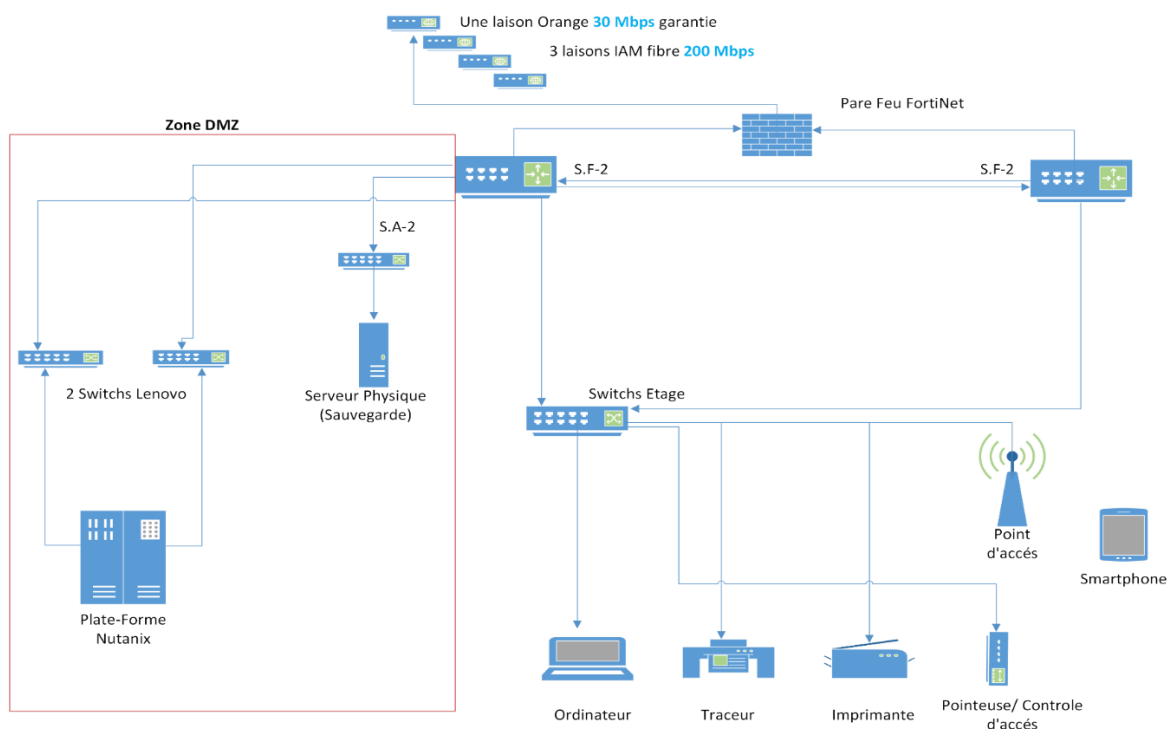 Une laison Orange 30 Mbps garantie
3 laisons IAM fibre 200 Mbps
Pare Feu FortiNet
Zone DMZ
S.F-2
S.F-2
S.A-2
2 Switchs Lenovo
Serveur Physique
(Sauvegarde)
Switchs Etage
Point
d'accés
Smartphone
Plate-Forme
Nutanix
Ordinateur
Traceur
Imprimante
Pointeuse/ Controle
d'accés